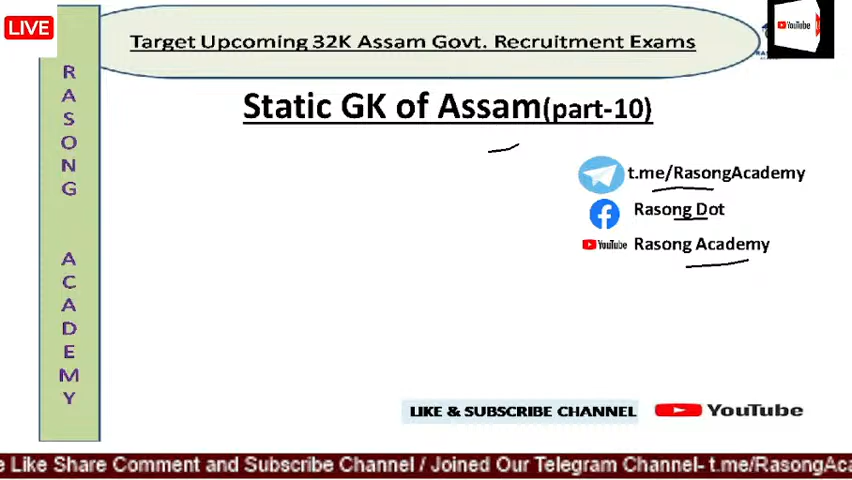 LIVE
Target Upcoming 32K Assam Govt. Recruitment Exams
YouTube
RASONG ACADEMY
Static GK of Assam(part-10)
t.me/RasongAcademy
Rasong Dot
YouTube Rasong Academy
LIKE & SUBSCRIBE CHANNEL YouTube
e Like Share Comment and Subscribe Channel / Joined Our Telegram Channel- t.me/RasongAca